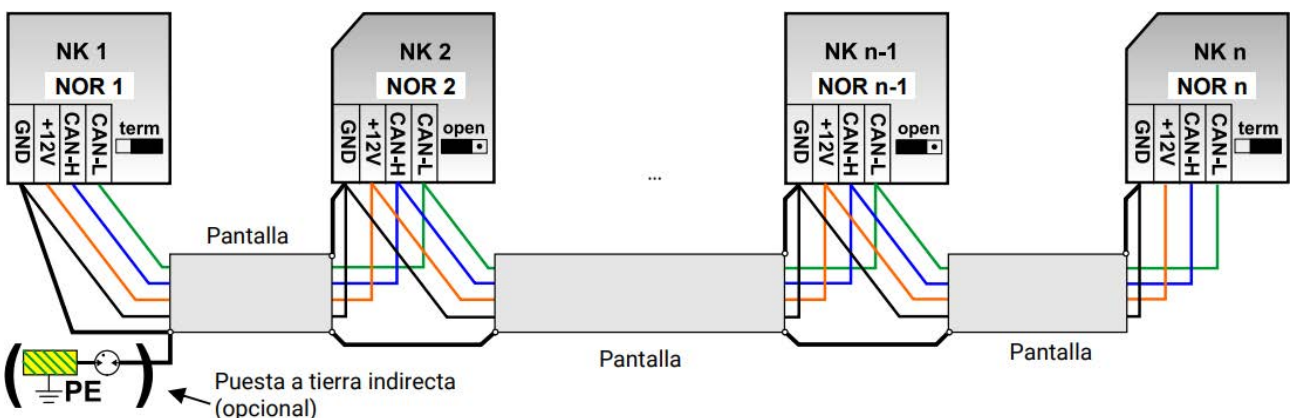 NK 1
NOR 1
GND
+12V
CAN-H
CAN-L
term
NK 2
NOR 2
GND
+12V
CAN-H
CAN-L
open
...
NK n-1
NOR n-1
GND
+12V
CAN-H
CAN-L
open
NK n
NOR n
GND
+12V
CAN-H
CAN-L
term
Pantalla
Pantalla
Pantalla
( PE )
Puesta a tierra indirecta
(opcional)